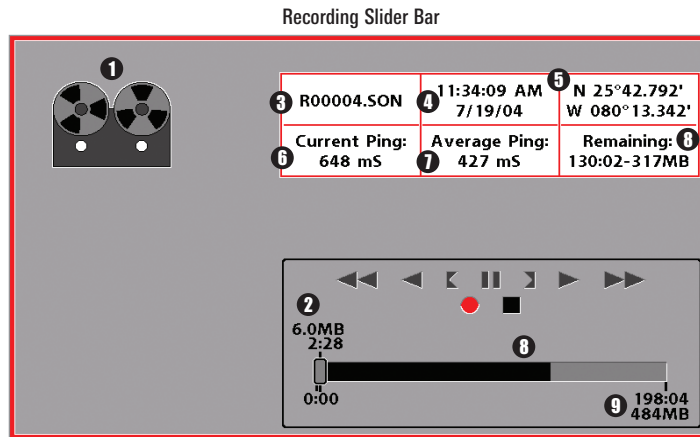 Recording Slider Bar
1
3 R00004.SON
4 11:34:09 AM
7/19/04
5 N 25°42.792'
W 080°13.342'
6 Current Ping:
648 mS
7 Average Ping:
427 mS
Remaining: 8
130:02-317MB
2
6.0MB
2:28
8
0:00
9 198:04
484MB